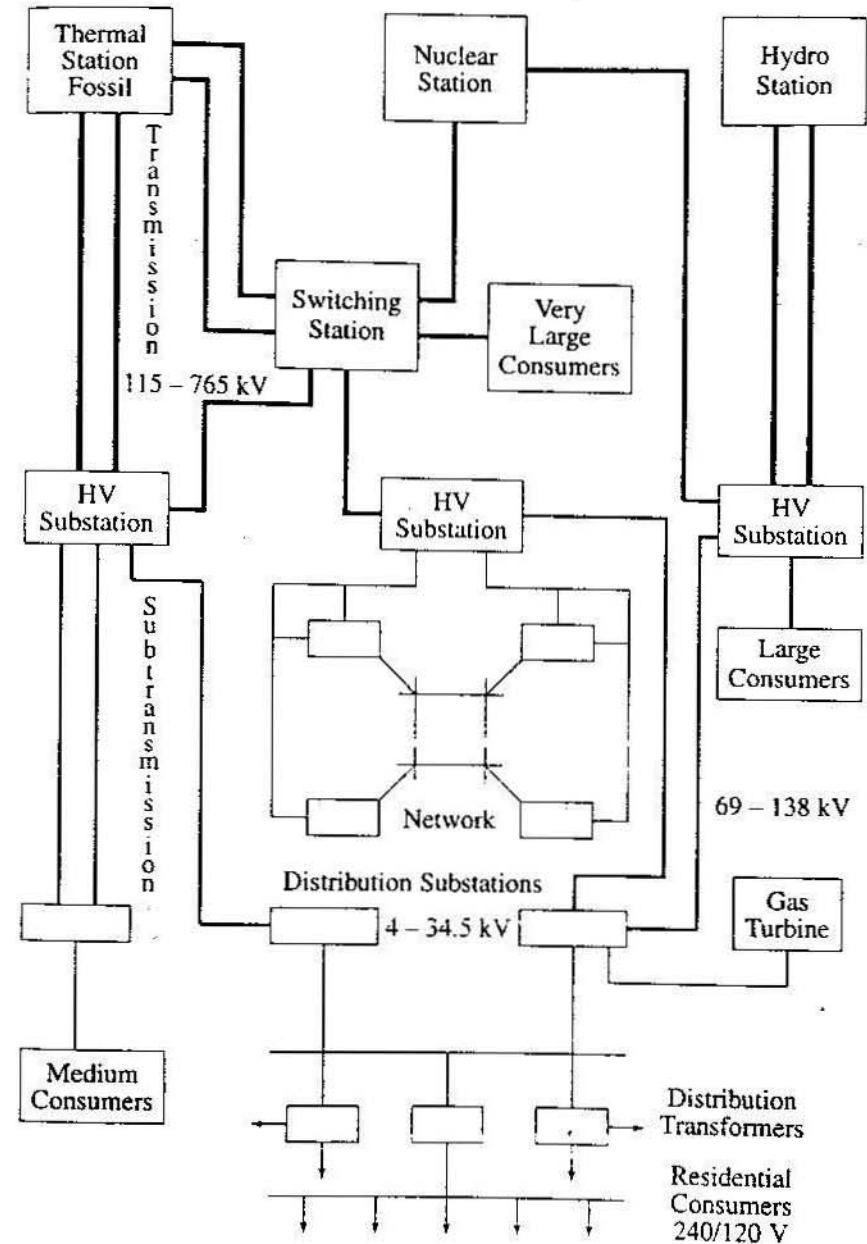 Thermal
Station
Fossil
Nuclear
Station
Hydro
Station
Transmission
115 – 765 kV
Switching
Station
Very
Large
Consumers
HV
Substation
HV
Substation
HV
Substation
Subtransmission
Large
Consumers
Network
69 – 138 kV
Distribution Substations
4 – 34.5 kV
Gas
Turbine
Medium
Consumers
Distribution
Transformers
Residential
Consumers
240/120 V